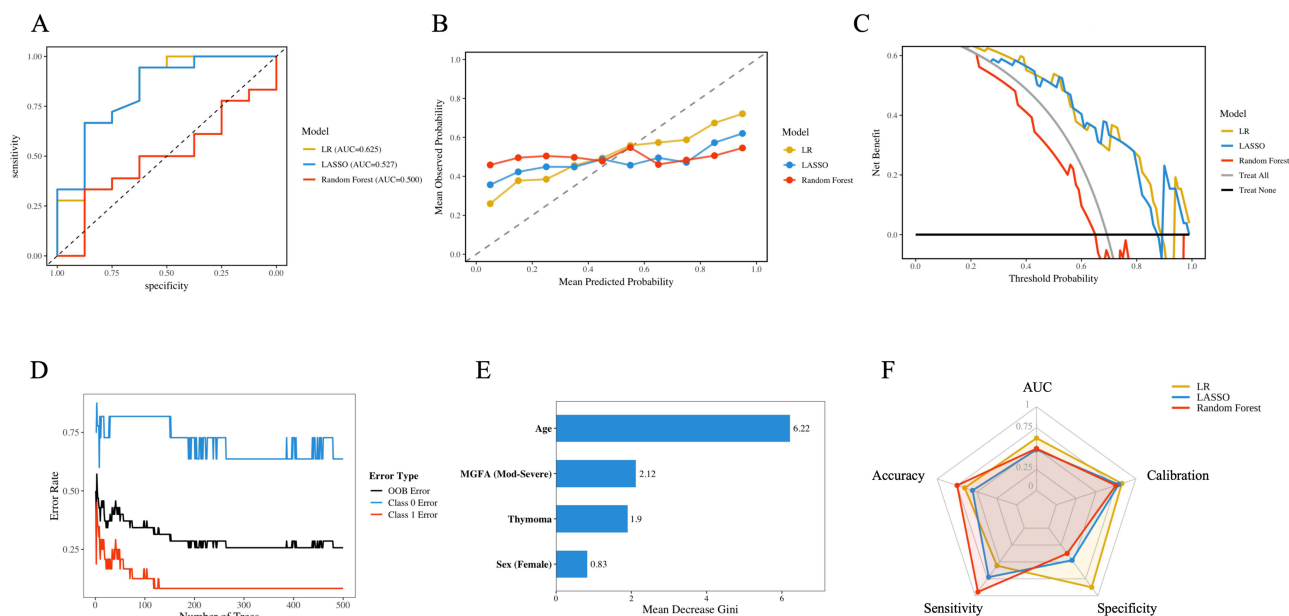 A
1.00
0.75
0.50
0.25
0.00
sensitivity
1.00
0.75
0.50
0.25
0.00
specificity
Model
LR (AUC=0.625)
LASSO (AUC=0.527)
Random Forest (AUC=0.500)
B
1.0
0.8
0.6
0.4
0.2
0.0
Mean Observed Probability
0.0
0.2
0.4
0.6
0.8
1.0
Mean Predicted Probability
Model
LR
LASSO
Random Forest
C
0.6
0.4
0.2
0.0
Net Benefit
0.0
0.2
0.4
0.6
0.8
1.0
Threshold Probability
Model
LR
LASSO
Random Forest
Treat All
Treat None
D
0.75
0.50
0.25
Error Rate
0
100
200
300
400
500
Number of Trees
Error Type
OOB Error
Class 0 Error
Class 1 Error
E
Age
MGFA (Mod-Severe)
Thymoma
Sex (Female)
6.22
2.12
1.9
0.83
0
2
4
6
Mean Decrease Gini
F
LR
LASSO
Random Forest
AUC
1
0.75
0.25
0
Accuracy
Calibration
Sensitivity
Specificity